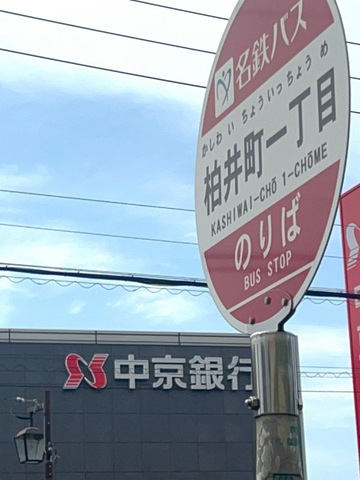 名鉄バス
かしわ い ちょういっちょう め
柏井町一丁目
KASHIWAI-CHŌ 1-CHŌME
のりば
BUS STOP
中京銀行